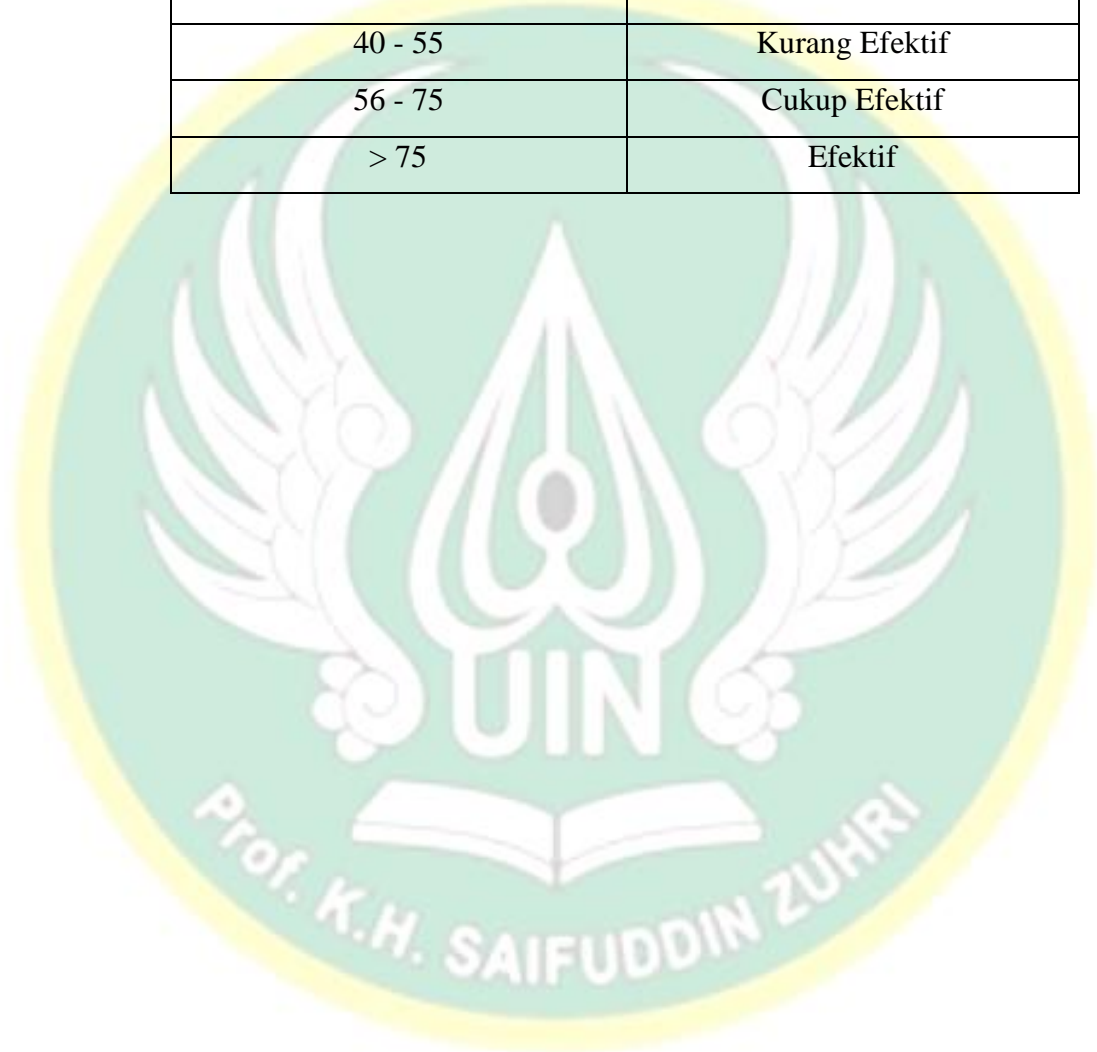 40 - 55 Kurang Efektif
56 - 75 Cukup Efektif
> 75 Efektif
UIN
Prof. K.H. SAIFUDDIN ZUHRI